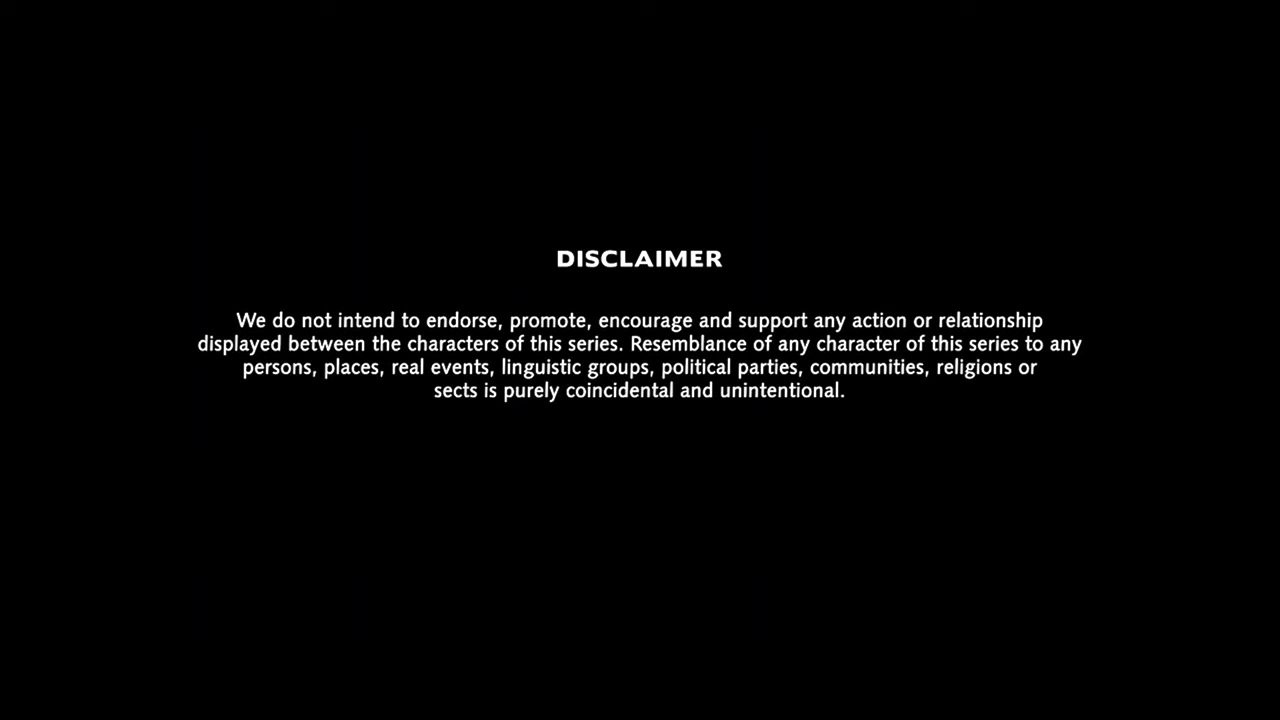 DISCLAIMER
We do not intend to endorse, promote, encourage and support any action or relationship
displayed between the characters of this series. Resemblance of any character of this series to any
persons, places, real events, linguistic groups, political parties, communities, religions or
sects is purely coincidental and unintentional.